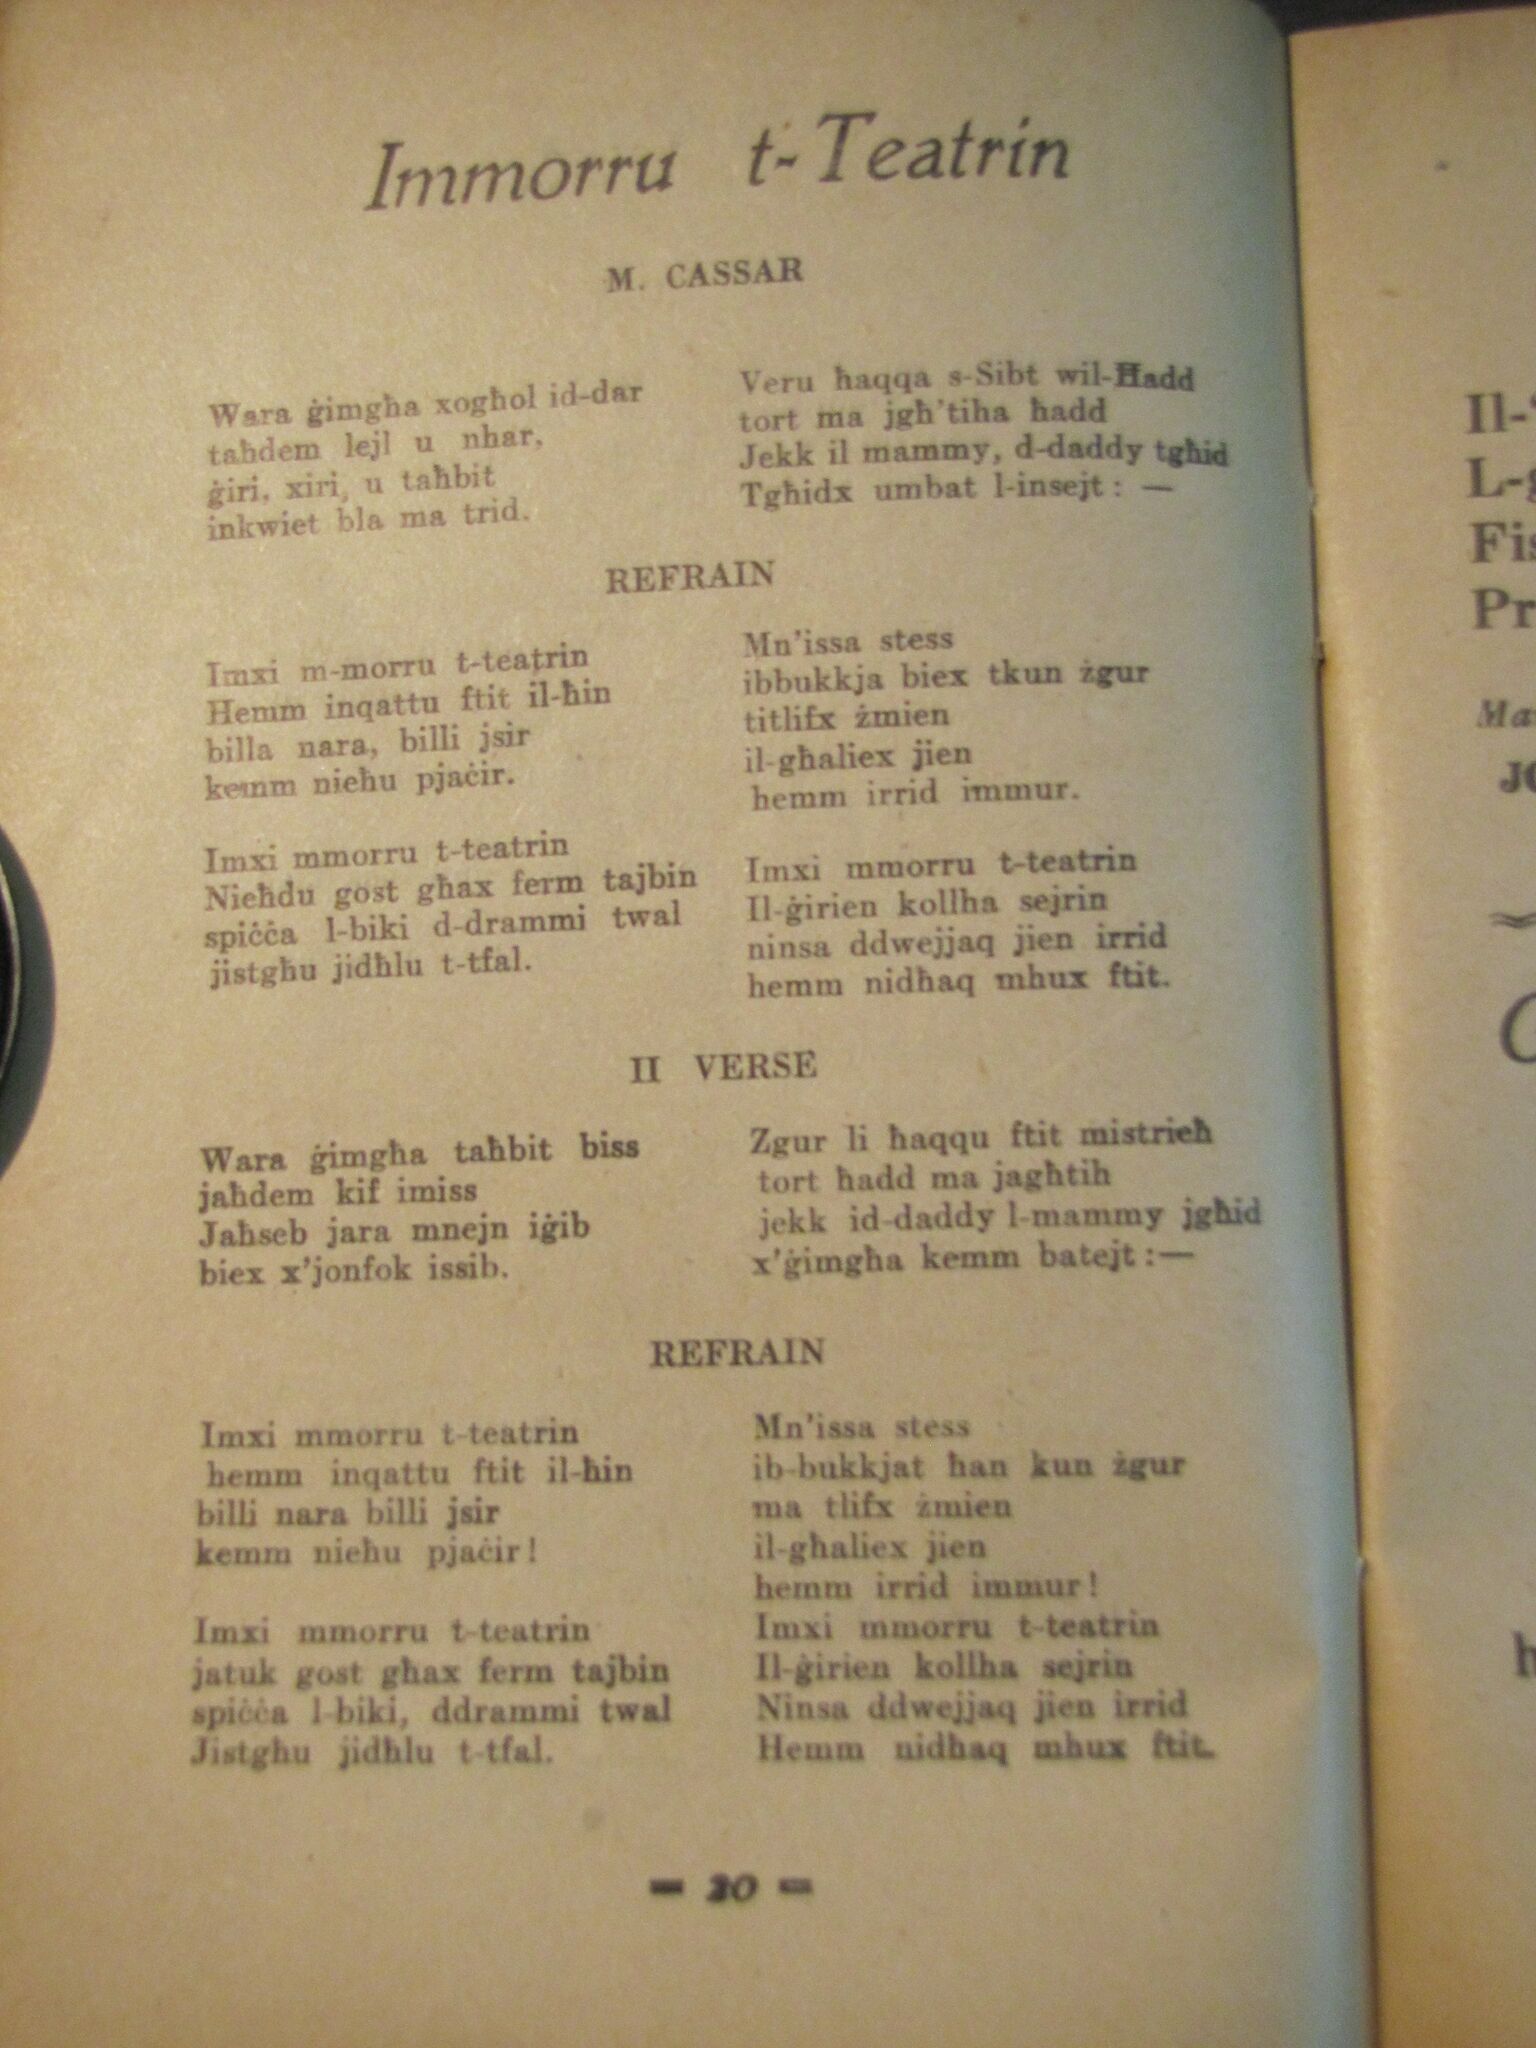 Immorru t-Teatrin
M. CASSAR
Wara ġimgħa xogħol id-dar
taħdem lejl u nhar,
ġiri, xiri, u taħbit
inkwiet bla ma trid.
Veru ħaqqa s-Sibt wil-Ħadd
tort ma jgħ'tiha ħadd
Jekk il mammy, d-daddy tgħid
Tgħidx umbat l-insejt: —
REFRAIN
Imxi m-morru t-teatrin
Hemm inqattu ftit il-ħin
billa nara, billi jsir
kemm nieħu pjaċir.
Imxi mmorru t-teatrin
Nieħdu gost għax ferm tajbin
spiċċa l-biki d-drammi twal
jistgħu jidħlu t-tfal.
Mn'issa stess
ibbukkja biex tkun żgur
titlifx żmien
il-għaliex jien
hemm irrid immur.
Imxi mmorru t-teatrin
Il-ġirien kollha sejrin
ninsa ddwejjaq jien irrid
hemm nidħaq mhux ftit.
II VERSE
Wara ġimgħa taħbit biss
jaħdem kif imiss
Jaħseb jara mnejn iġib
biex x'jonfok issib.
Zgur li ħaqqu ftit mistrieħ
tort ħadd ma jagħtih
jekk id-daddy l-mammy jgħid
x'ġimgħa kemm batejt:—
REFRAIN
Imxi mmorru t-teatrin
hemm inqattu ftit il-ħin
billi nara billi jsir
kemm nieħu pjaċir!
Imxi mmorru t-teatrin
jatuk gost għax ferm tajbin
spiċċa l-biki, ddrammi twal
Jistgħu jidħlu t-tfal.
Mn'issa stess
ib-bukkjat ħan kun żgur
ma tlifx żmien
il-għaliex jien
hemm irrid immur!
Imxi mmorru t-teatrin
Il-ġirien kollha sejrin
Ninsa ddwejjaq jien irrid
Hemm nidħaq mhux ftit.
— 20 —